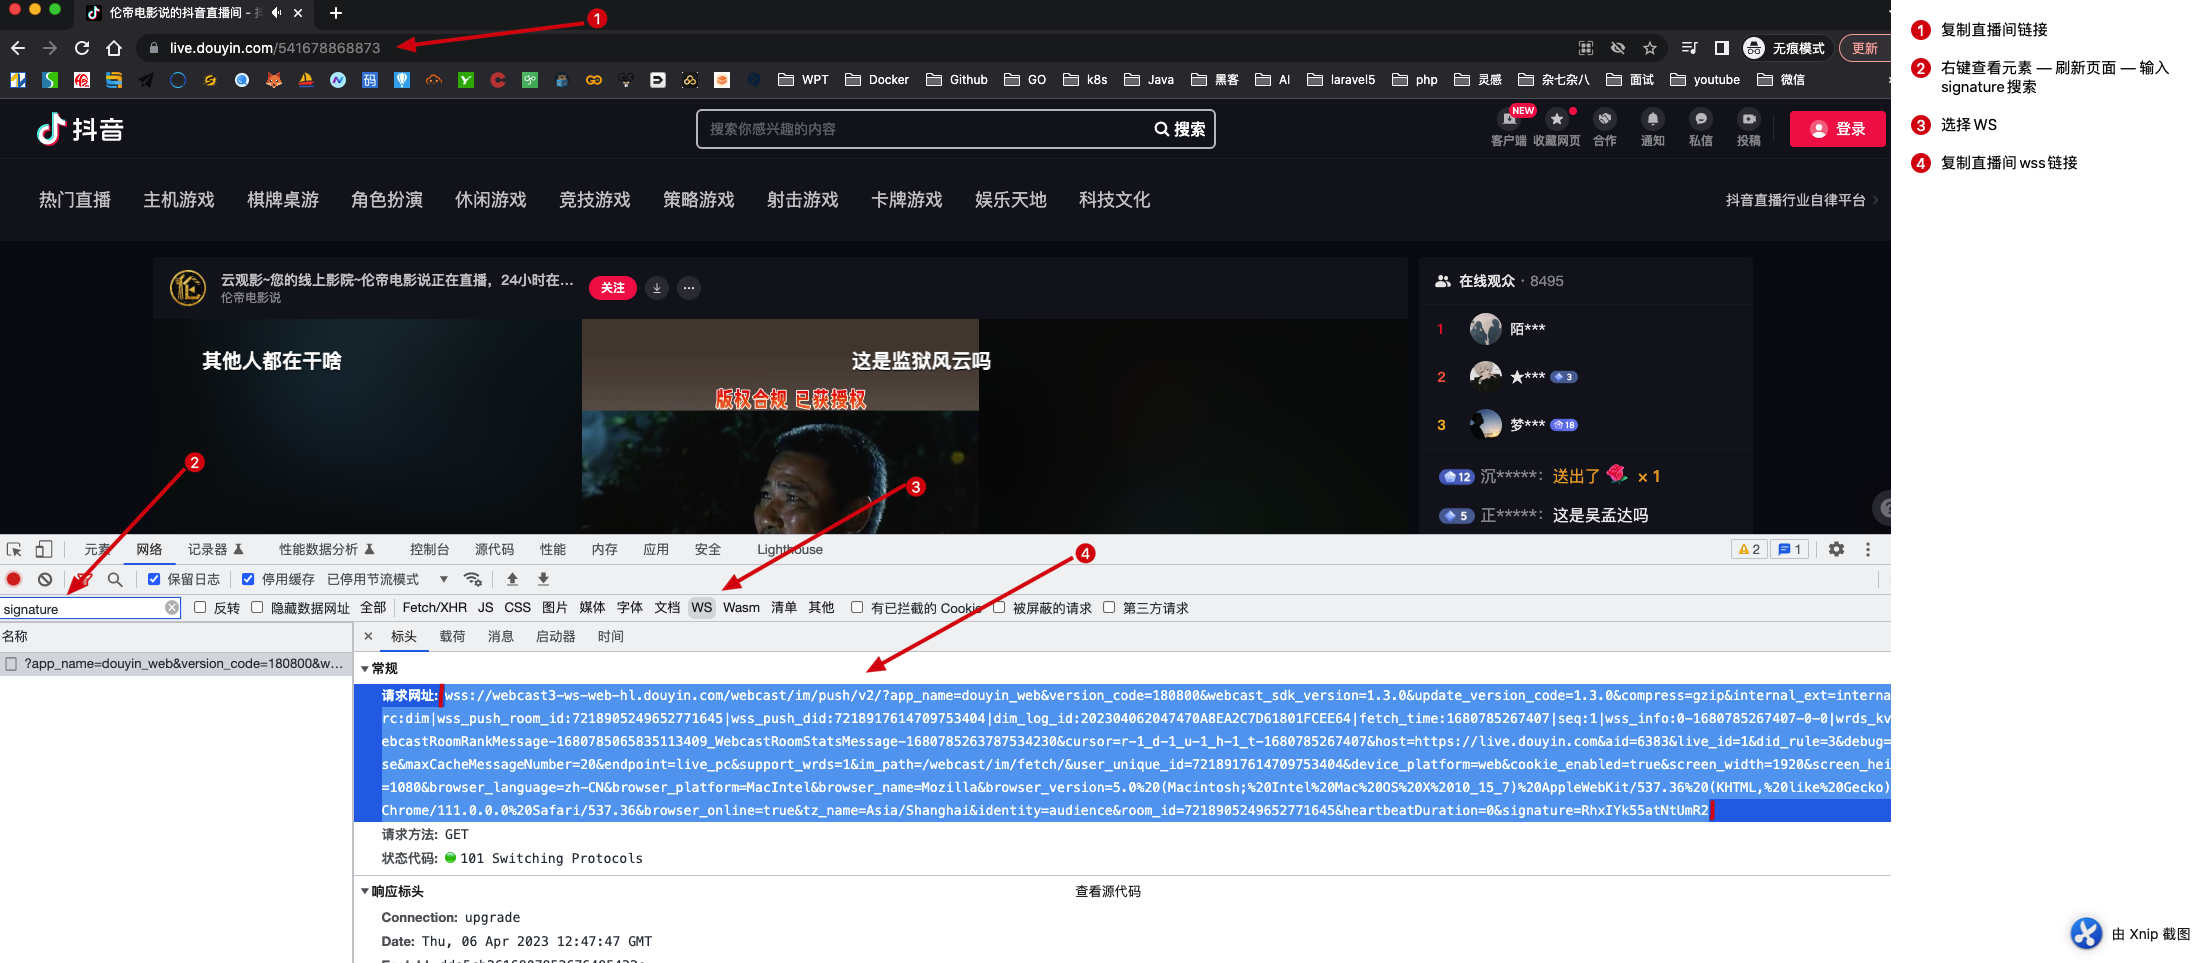 伦帝电影说的抖音直播间 -
1
1 复制直播间链接
live.douyin.com/541678868873
无痕模式
更新
2 右键查看元素 — 刷新页面 — 输入
signature搜索
码
WPT
Docker
Github
GO
k8s
Java
黑客
AI
laravel5
php
灵感
杂七杂八
面试
youtube
微信
3 选择WS
4 复制直播间wss链接
抖音
搜索你感兴趣的内容
搜索
NEW
客户端
收藏网页
合作
通知
私信
投稿
登录
热门直播
主机游戏
棋牌桌游
角色扮演
休闲游戏
竞技游戏
策略游戏
射击游戏
卡牌游戏
娱乐天地
科技文化
抖音直播行业自律平台
云观影~您的线上影院~伦帝电影说正在直播，24小时在...
伦帝电影说
关注
在线观众 · 8495
1 陌***
2 ★*** 3
3 梦*** 18
其他人都在干啥
这是监狱风云吗
版权合规 已获授权
12 沉*****： 送出了 × 1
5 正*****： 这是吴孟达吗
2
3
4
元素
网络
记录器
性能数据分析
控制台
源代码
性能
内存
应用
安全
Lighthouse
2
1
保留日志
停用缓存
已停用节流模式
signature
反转
隐藏数据网址
全部
Fetch/XHR
JS
CSS
图片
媒体
字体
文档
WS
Wasm
清单
其他
有已拦截的 Cookie
被屏蔽的请求
第三方请求
名称
标头
载荷
消息
启动器
时间
?app_name=douyin_web&version_code=180800&w...
常规
请求网址: wss://webcast3-ws-web-hl.douyin.com/webcast/im/push/v2/?app_name=douyin_web&version_code=180800&webcast_sdk_version=1.3.0&update_version_code=1.3.0&compress=gzip&internal_ext=interna
rc:dim|wss_push_room_id:7218905249652771645|wss_push_did:7218917614709753404|dim_log_id:202304062047470A8EA2C7D61801FCEE64|fetch_time:1680785267407|seq:1|wss_info:0-1680785267407-0-0|wrds_kv
ebcastRoomRankMessage-1680785065835113409_WebcastRoomStatsMessage-1680785263787534230&cursor=r-1_d-1_u-1_h-1_t-1680785267407&host=https://live.douyin.com&aid=6383&live_id=1&did_rule=3&debug=
se&maxCacheMessageNumber=20&endpoint=live_pc&support_wrds=1&im_path=/webcast/im/fetch/&user_unique_id=7218917614709753404&device_platform=web&cookie_enabled=true&screen_width=1920&screen_hei
=1080&browser_language=zh-CN&browser_platform=MacIntel&browser_name=Mozilla&browser_version=5.0%20(Macintosh;%20Intel%20Mac%20OS%20X%2010_15_7)%20AppleWebKit/537.36%20(KHTML,%20like%20Gecko)
Chrome/111.0.0.0%20Safari/537.36&browser_online=true&tz_name=Asia/Shanghai&identity=audience&room_id=7218905249652771645&heartbeatDuration=0&signature=RhxIYk55atNtUmR2
请求方法: GET
状态代码: 101 Switching Protocols
响应标头
查看源代码
Connection: upgrade
Date: Thu, 06 Apr 2023 12:47:47 GMT
由 Xnip 截图